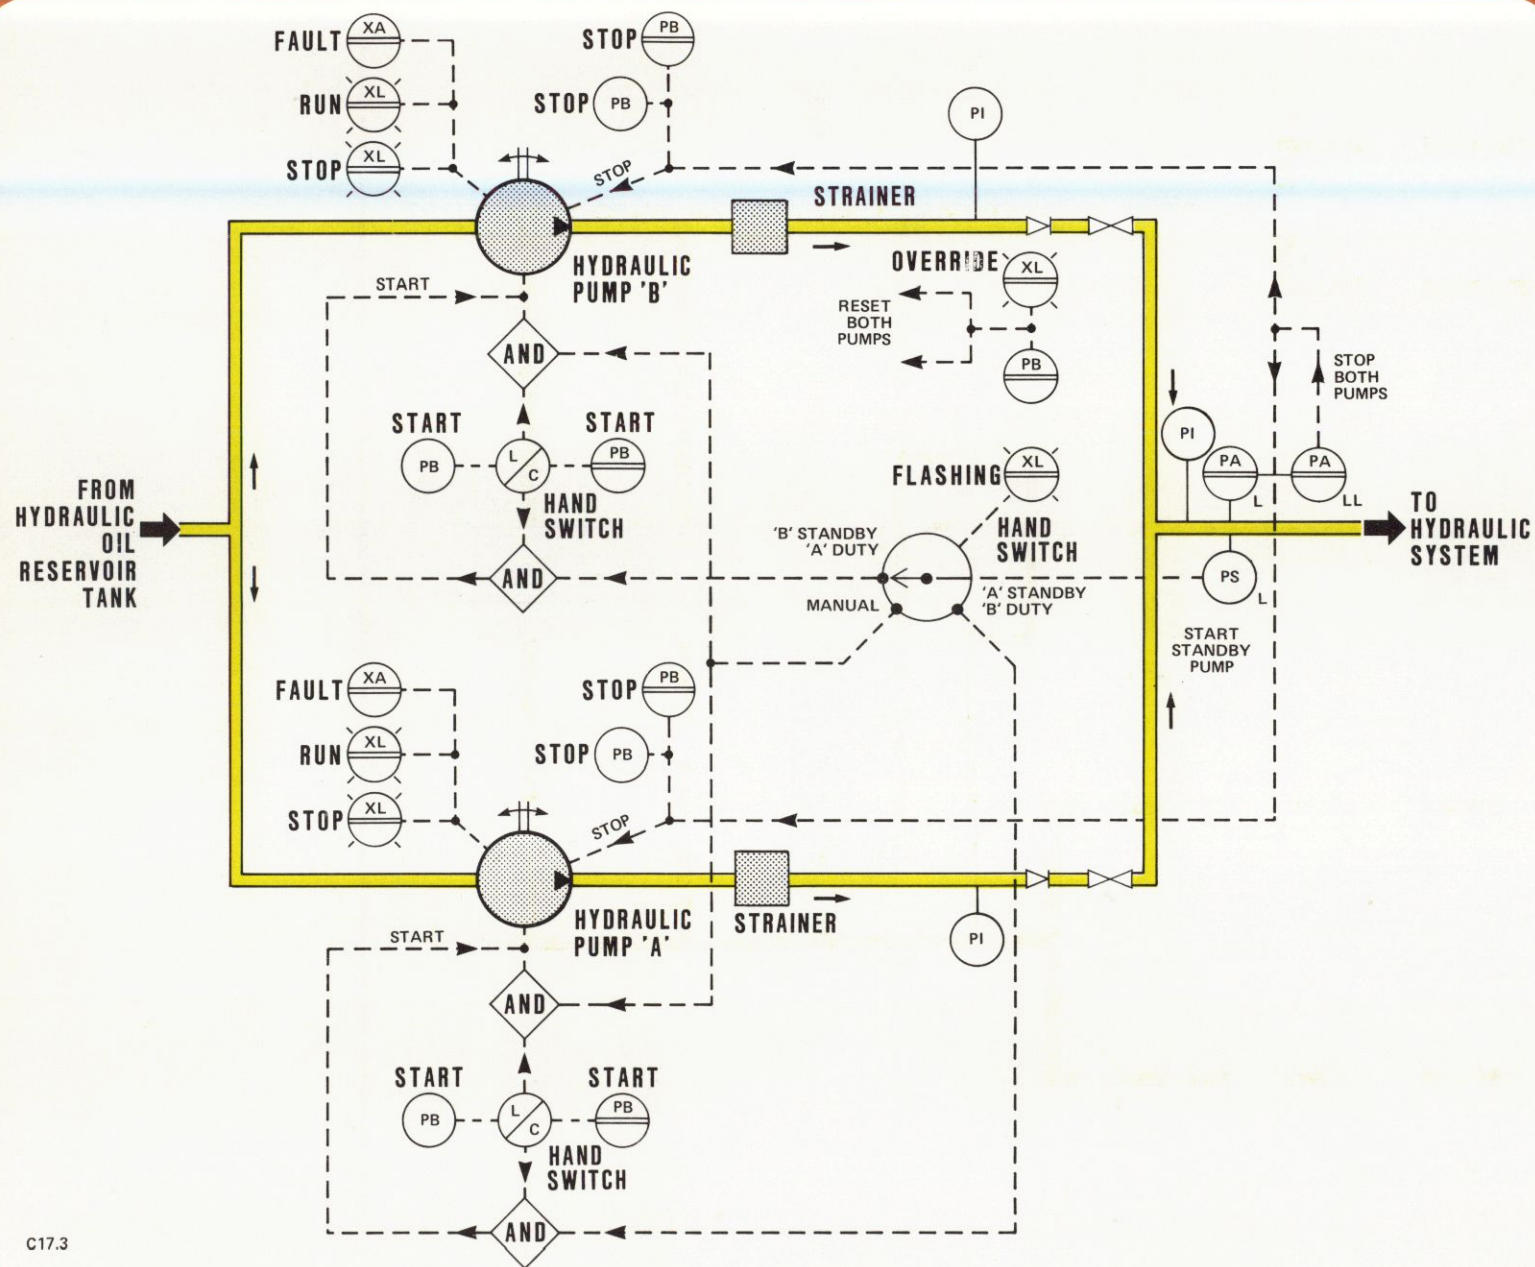 FAULT
XA
RUN
XL
STOP
XL
STOP
PB
STOP
PB
STOP
PI
STRAINER
HYDRAULIC
PUMP 'B'
START
AND
START
PB
L
C
START
PB
HAND
SWITCH
AND
OVERRIDE
XL
RESET
BOTH
PUMPS
PB
FLASHING
XL
HAND
SWITCH
'B' STANDBY
'A' DUTY
MANUAL
'A' STANDBY
'B' DUTY
STOP
BOTH
PUMPS
PI
PA
L
PA
LL
PS
L
START
STANDBY
PUMP
FROM
HYDRAULIC
OIL
RESERVOIR
TANK
TO
HYDRAULIC
SYSTEM
FAULT
XA
RUN
XL
STOP
XL
STOP
PB
STOP
PB
STOP
HYDRAULIC
PUMP 'A'
STRAINER
PI
START
AND
START
PB
L
C
START
PB
HAND
SWITCH
AND
C17.3